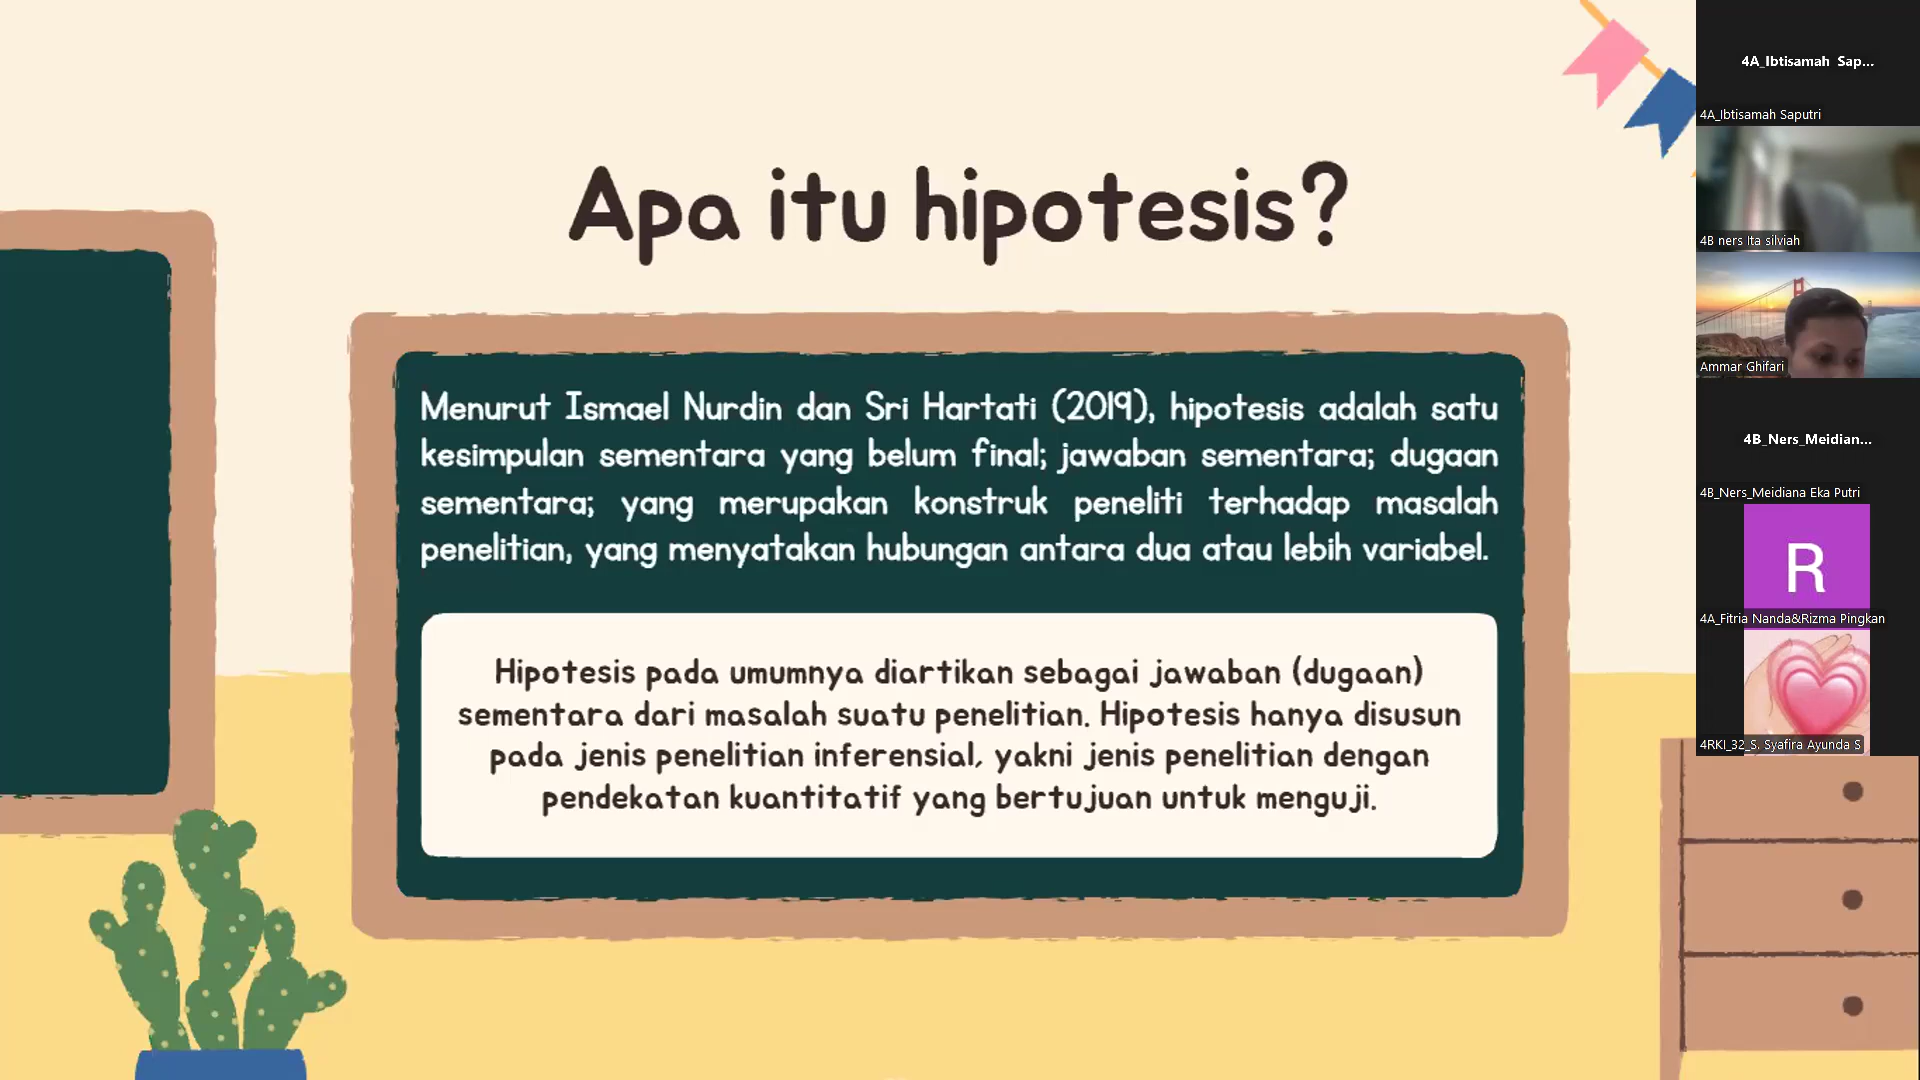 Apa itu hipotesis?
Menurut Ismael Nurdin dan Sri Hartati (2019), hipotesis adalah satu
kesimpulan sementara yang belum final; jawaban sementara; dugaan
sementara; yang merupakan konstruk peneliti terhadap masalah
penelitian, yang menyatakan hubungan antara dua atau lebih variabel.
Hipotesis pada umumnya diartikan sebagai jawaban (dugaan)
sementara dari masalah suatu penelitian. Hipotesis hanya disusun
pada jenis penelitian inferensial, yakni jenis penelitian dengan
pendekatan kuantitatif yang bertujuan untuk menguji.
4A_Ibtisamah Sap...
4A_Ibtisamah Saputri
4B ners Ita silviah
Ammar Ghifari
4B_Ners_Meidian...
4B_Ners_Meidiana Eka Putri
R
4A_Fitria Nanda&Rizma Pingkan
4RKI_32_S. Syafira Ayunda S